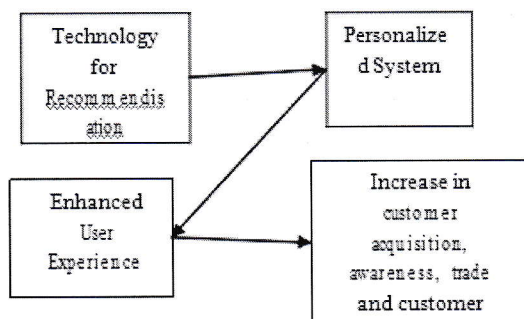 Technology
for
Recommendis
ation
Personalize
d System
Enhanced
User
Experience
Increase in
customer
acquisition,
awareness, trade
and customer